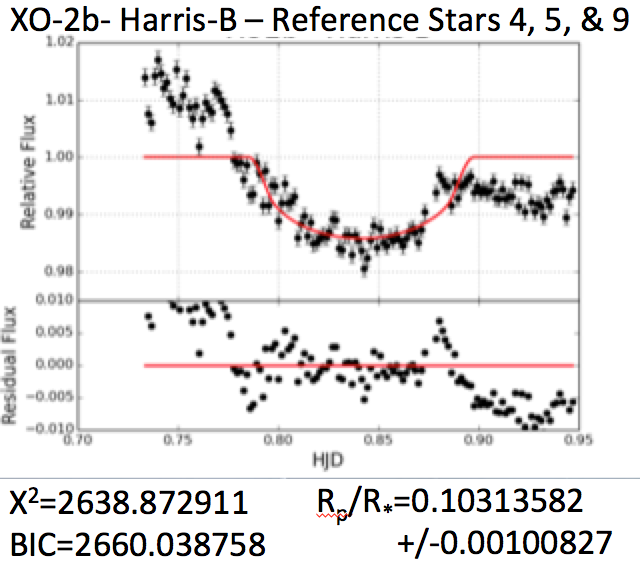 XO-2b- Harris-B – Reference Stars 4, 5, & 9
1.02
1.01
1.00
0.99
0.98
Relative Flux
0.010
0.005
0.000
−0.005
−0.010
Residual Flux
0.70 0.75 0.80 0.85 0.90 0.95
HJD
X²=2638.872911
BIC=2660.038758
Rp/R*=0.10313582
+/-0.00100827